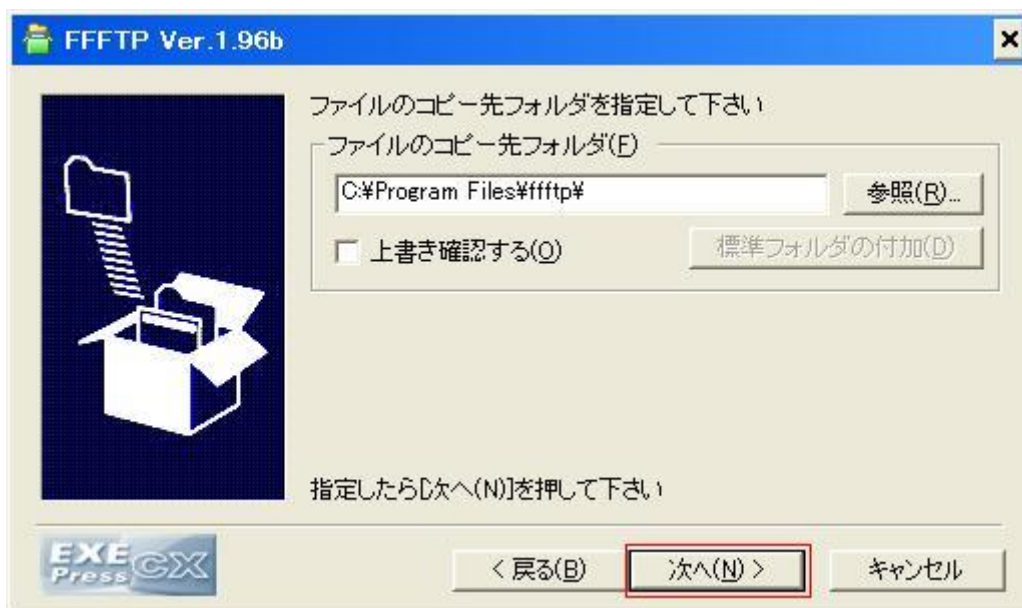 FFFTP Ver.1.96b
ファイルのコピー先フォルダを指定して下さい
ファイルのコピー先フォルダ(F)
C:¥Program Files¥ffftp¥
参照(R)...
上書き確認する(O)
標準フォルダの付加(D)
指定したら[次へ(N)]を押して下さい
EXE
Press CX
< 戻る(B)
次へ(N) >
キャンセル